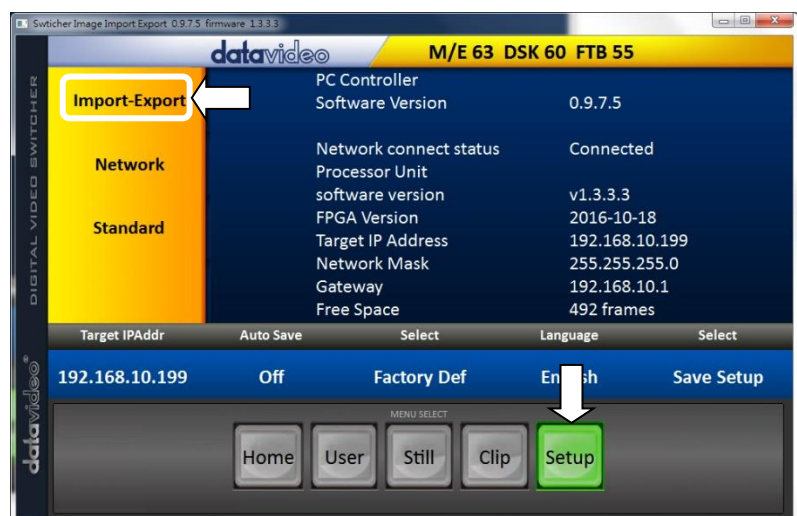 Swticher Image Import Export 0.9.7.5 firmware 1.3.3.3
datavideo
M/E 63 DSK 60 FTB 55
DIGITAL VIDEO SWITCHER
Import-Export
Network
Standard
PC Controller
Software Version 0.9.7.5
Network connect status Connected
Processor Unit
software version v1.3.3.3
FPGA Version 2016-10-18
Target IP Address 192.168.10.199
Network Mask 255.255.255.0
Gateway 192.168.10.1
Free Space 492 frames
Target IPAddr Auto Save Select Language Select
192.168.10.199 Off Factory Def English Save Setup
datavideo
MENU SELECT
Home User Still Clip Setup